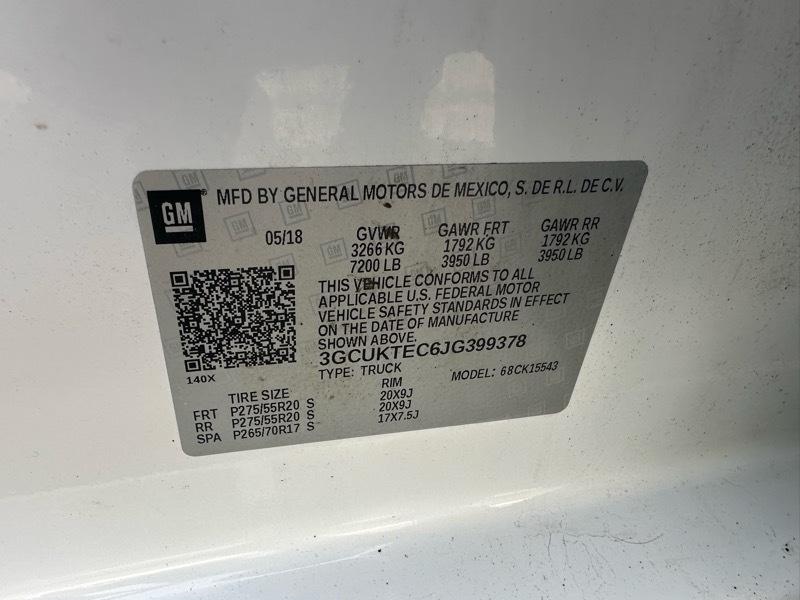 GM® MFD BY GENERAL MOTORS DE MEXICO, S. DE R.L. DE C.V.
05/18 GVWR GAWR FRT GAWR RR
3266 KG 1792 KG 1792 KG
7200 LB 3950 LB 3950 LB
THIS VEHICLE CONFORMS TO ALL
APPLICABLE U.S. FEDERAL MOTOR
VEHICLE SAFETY STANDARDS IN EFFECT
ON THE DATE OF MANUFACTURE
SHOWN ABOVE.
3GCUKTEC6JG399378
140X TYPE: TRUCK MODEL: 68CK15543
TIRE SIZE RIM
FRT P275/55R20 S 20X9J
RR P275/55R20 S 20X9J
SPA P265/70R17 S 17X7.5J